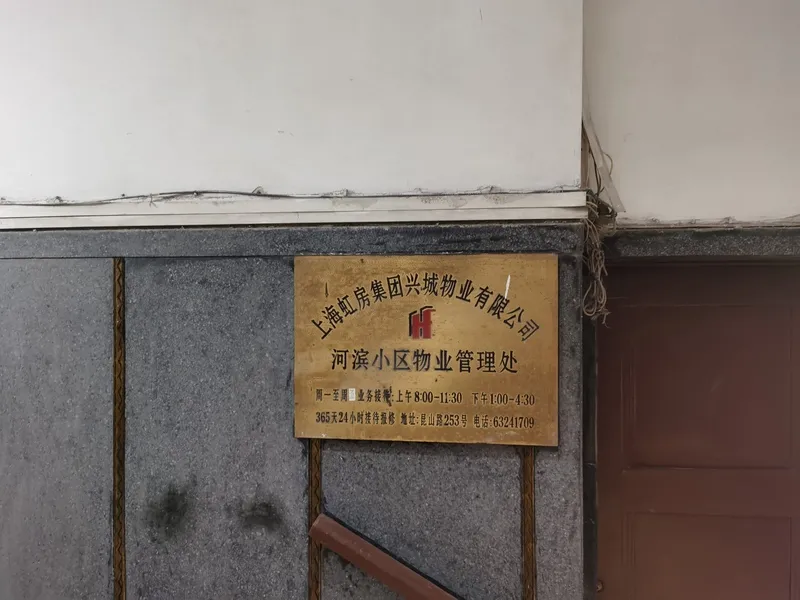 上海虹房集团兴城物业有限公司
H
河滨小区物业管理处
周一至周 业务接待:上午8:00-11:30 下午1:00-4:30
365天24小时接待报修 地址:昆山路253号 电话:63241709